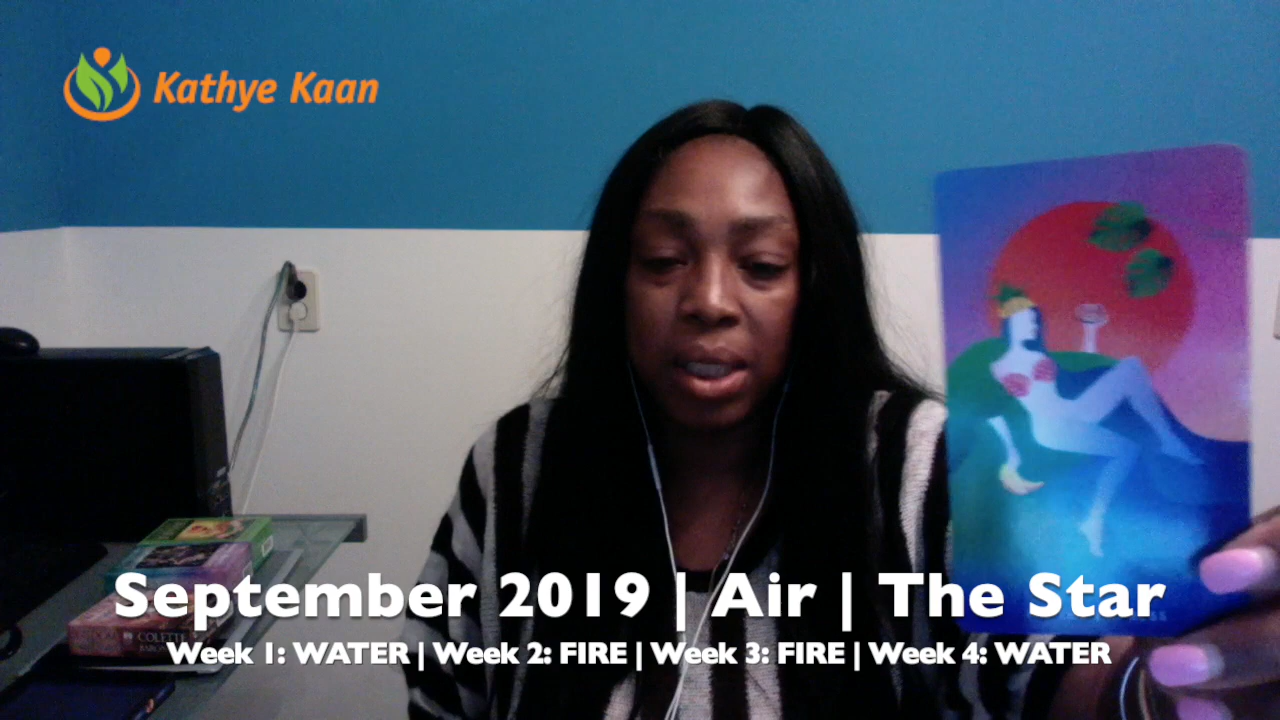 Kathye Kaan
COLETTE
September 2019 | Air | The Star
Week 1: WATER | Week 2: FIRE | Week 3: FIRE | Week 4: WATER